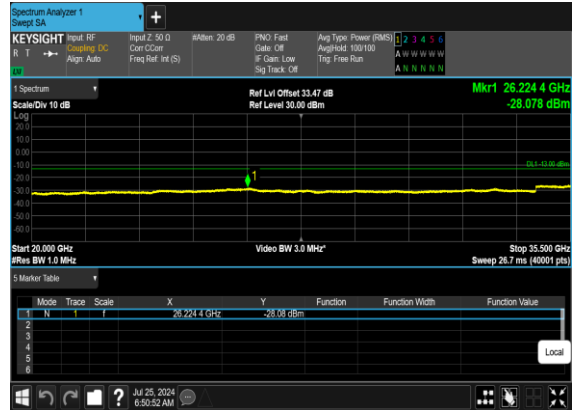 Spectrum Analyzer 1
Swept SA
+
KEYSIGHT Input: RF Input Z: 50 Ω #Atten: 20 dB PNO: Fast Avg Type: Power (RMS) 1 2 3 4 5 6
R T Coupling: DC Corr CCorr Gate: Off Avg|Hold: 100/100 A W W W W W
Align: Auto Freq Ref: Int (S) IF Gain: Low Trig: Free Run
Sig Track: Off A N N N N N
1 Spectrum Ref Lvl Offset 33.47 dB Mkr1 26.224 4 GHz
Scale/Div 10 dB Ref Level 30.00 dBm -28.078 dBm
Log
20.0
10.0
0.00
-10.0 DL1 -13.00 dBm
-20.0 1
-30.0
-40.0
-50.0
-60.0
Start 20.000 GHz Video BW 3.0 MHz* Stop 35.500 GHz
#Res BW 1.0 MHz Sweep 26.7 ms (40001 pts)
5 Marker Table
Mode Trace Scale X Y Function Function Width Function Value
1 N 1 f 26.224 4 GHz -28.08 dBm
2
3
4
5
6
Local
? Jul 25, 2024
6:50:52 AM